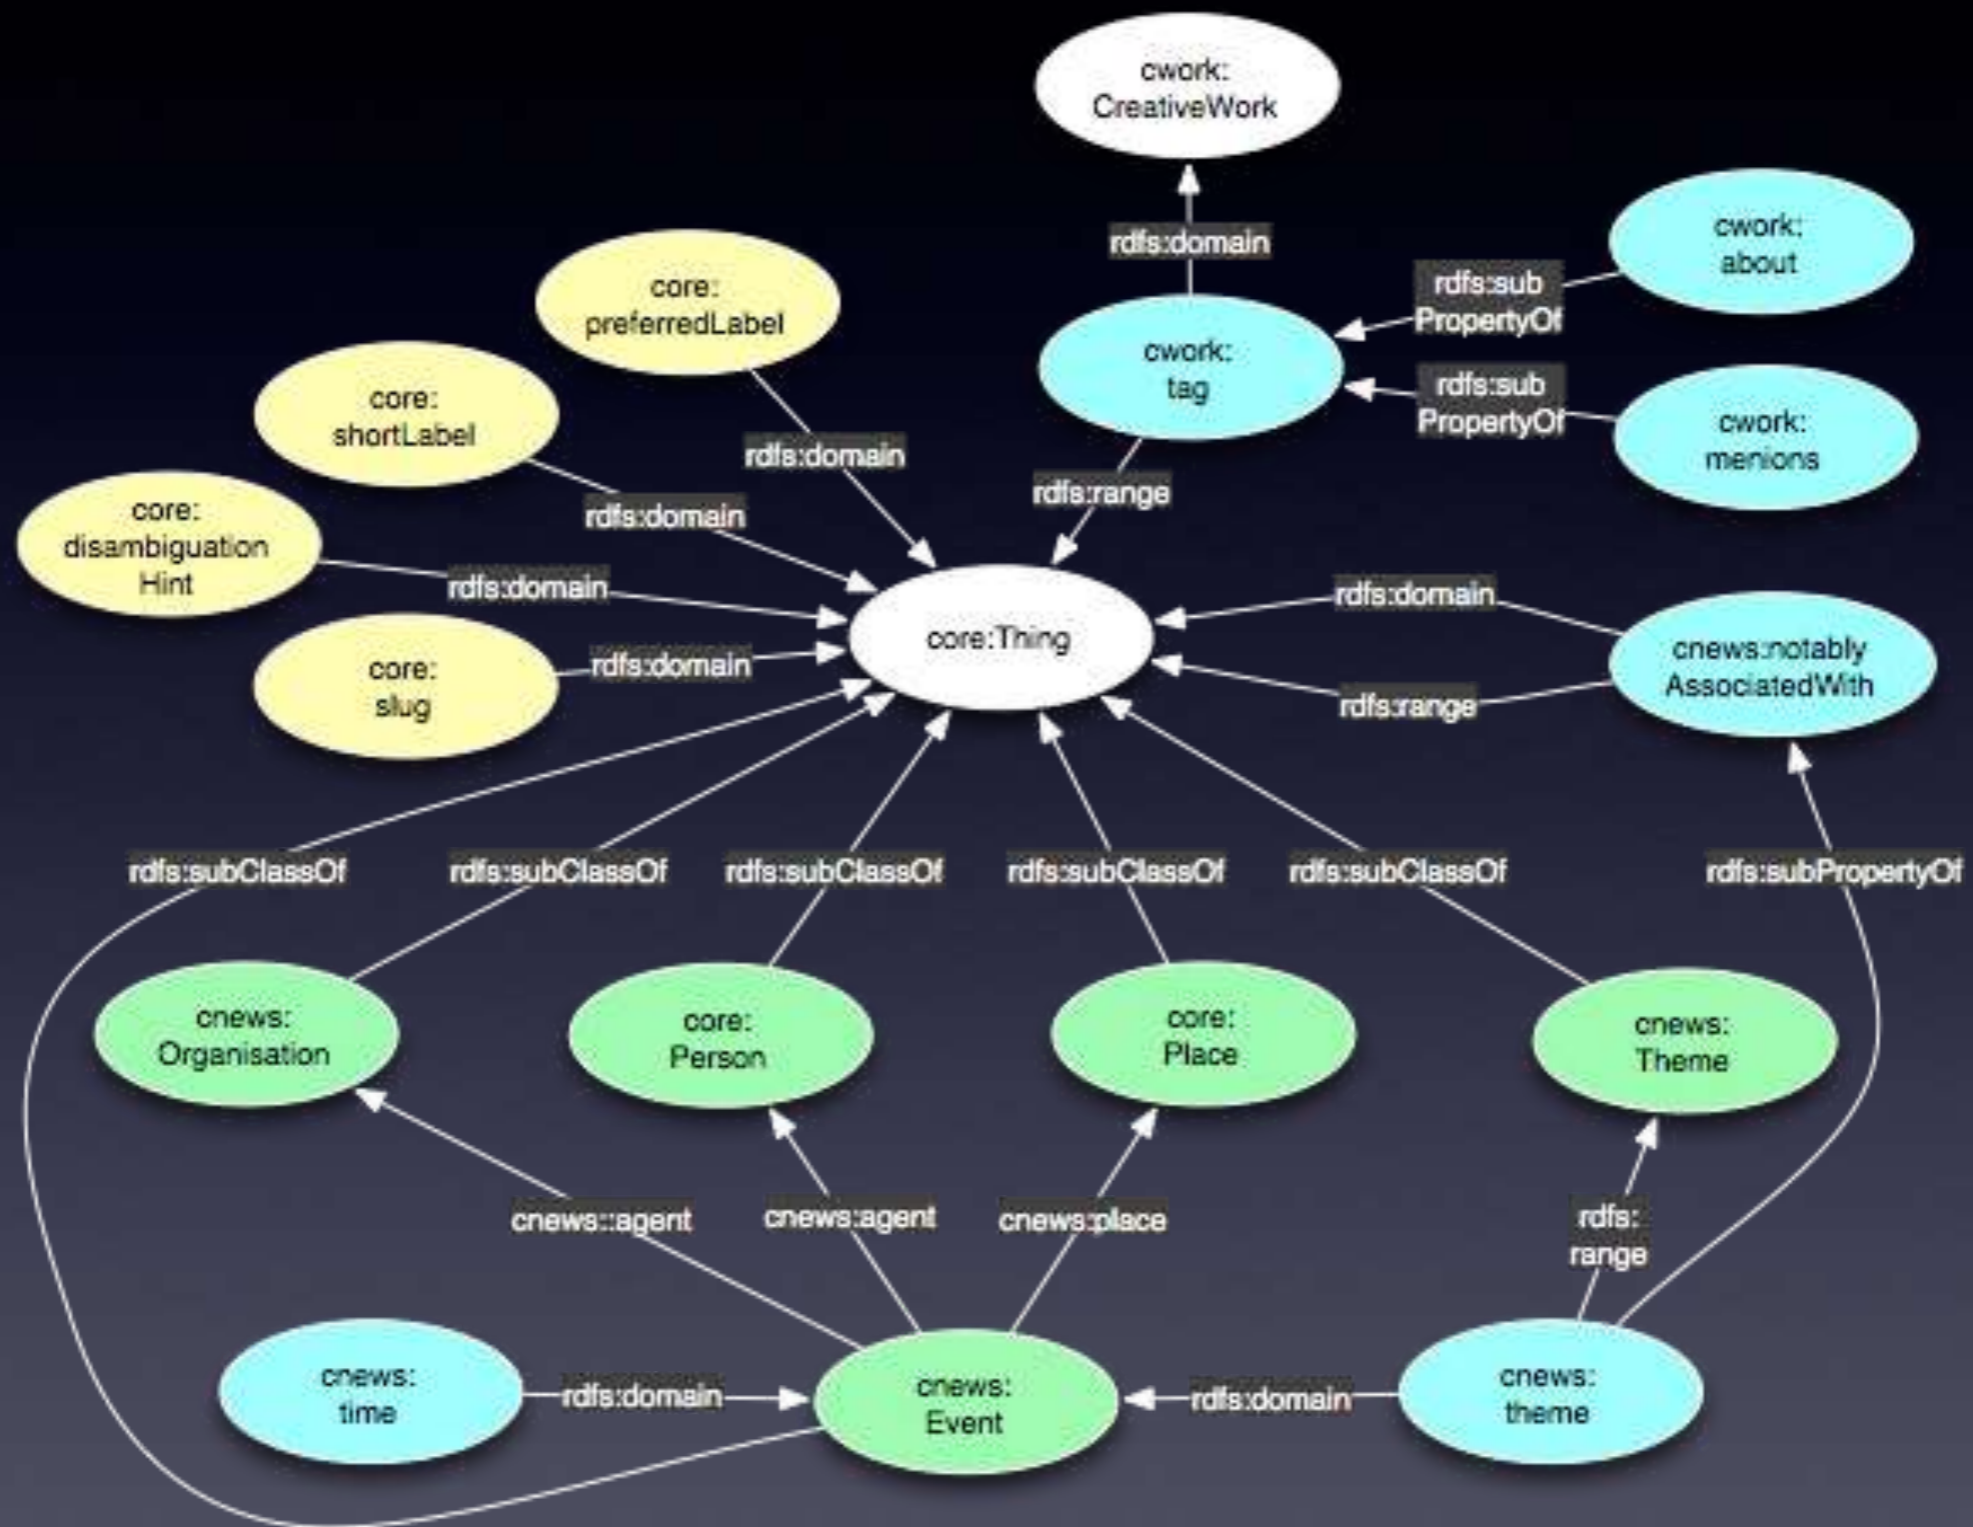 cwork:
CreativeWork
rdfs:domain
cwork:
about
rdfs:sub
PropertyOf
core:
preferredLabel
cwork:
tag
rdfs:sub
PropertyOf
cwork:
menions
core:
shortLabel
rdfs:domain
rdfs:range
core:
disambiguation
Hint
rdfs:domain
rdfs:domain
rdfs:domain
core:Thing
cnews:notably
AssociatedWith
core:
slug
rdfs:domain
rdfs:range
rdfs:subClassOf
rdfs:subClassOf
rdfs:subClassOf
rdfs:subClassOf
rdfs:subClassOf
rdfs:subPropertyOf
cnews:
Organisation
core:
Person
core:
Place
cnews:
Theme
cnews::agent
cnews:agent
cnews:place
rdfs:
range
cnews:
time
rdfs:domain
cnews:
Event
rdfs:domain
cnews:
theme